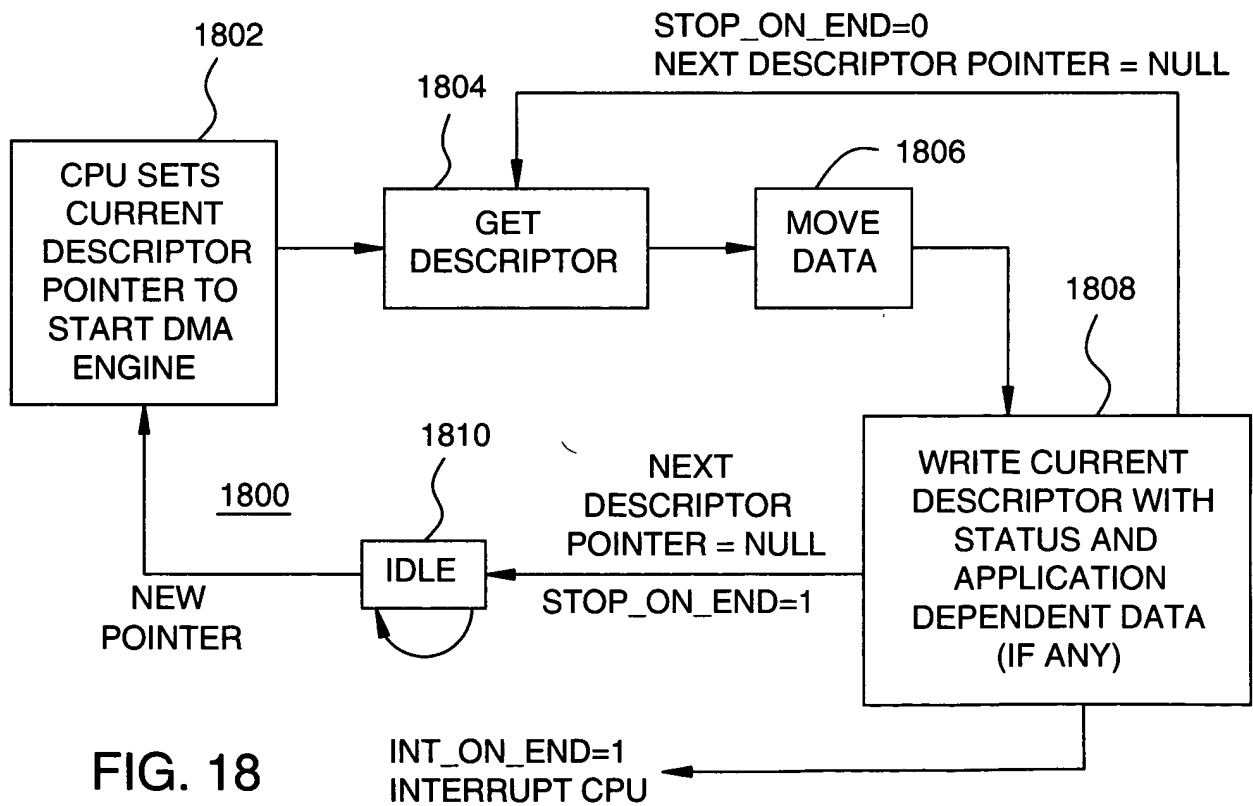 1802
STOP_ON_END=0
NEXT DESCRIPTOR POINTER = NULL
1804
1806
CPU SETS
CURRENT
DESCRIPTOR
POINTER TO
START DMA
ENGINE
GET
DESCRIPTOR
MOVE
DATA
1808
1810
1800
NEXT
DESCRIPTOR
POINTER = NULL
STOP_ON_END=1
IDLE
NEW
POINTER
WRITE CURRENT
DESCRIPTOR WITH
STATUS AND
APPLICATION
DEPENDENT DATA
(IF ANY)
INT_ON_END=1
INTERRUPT CPU
FIG. 18